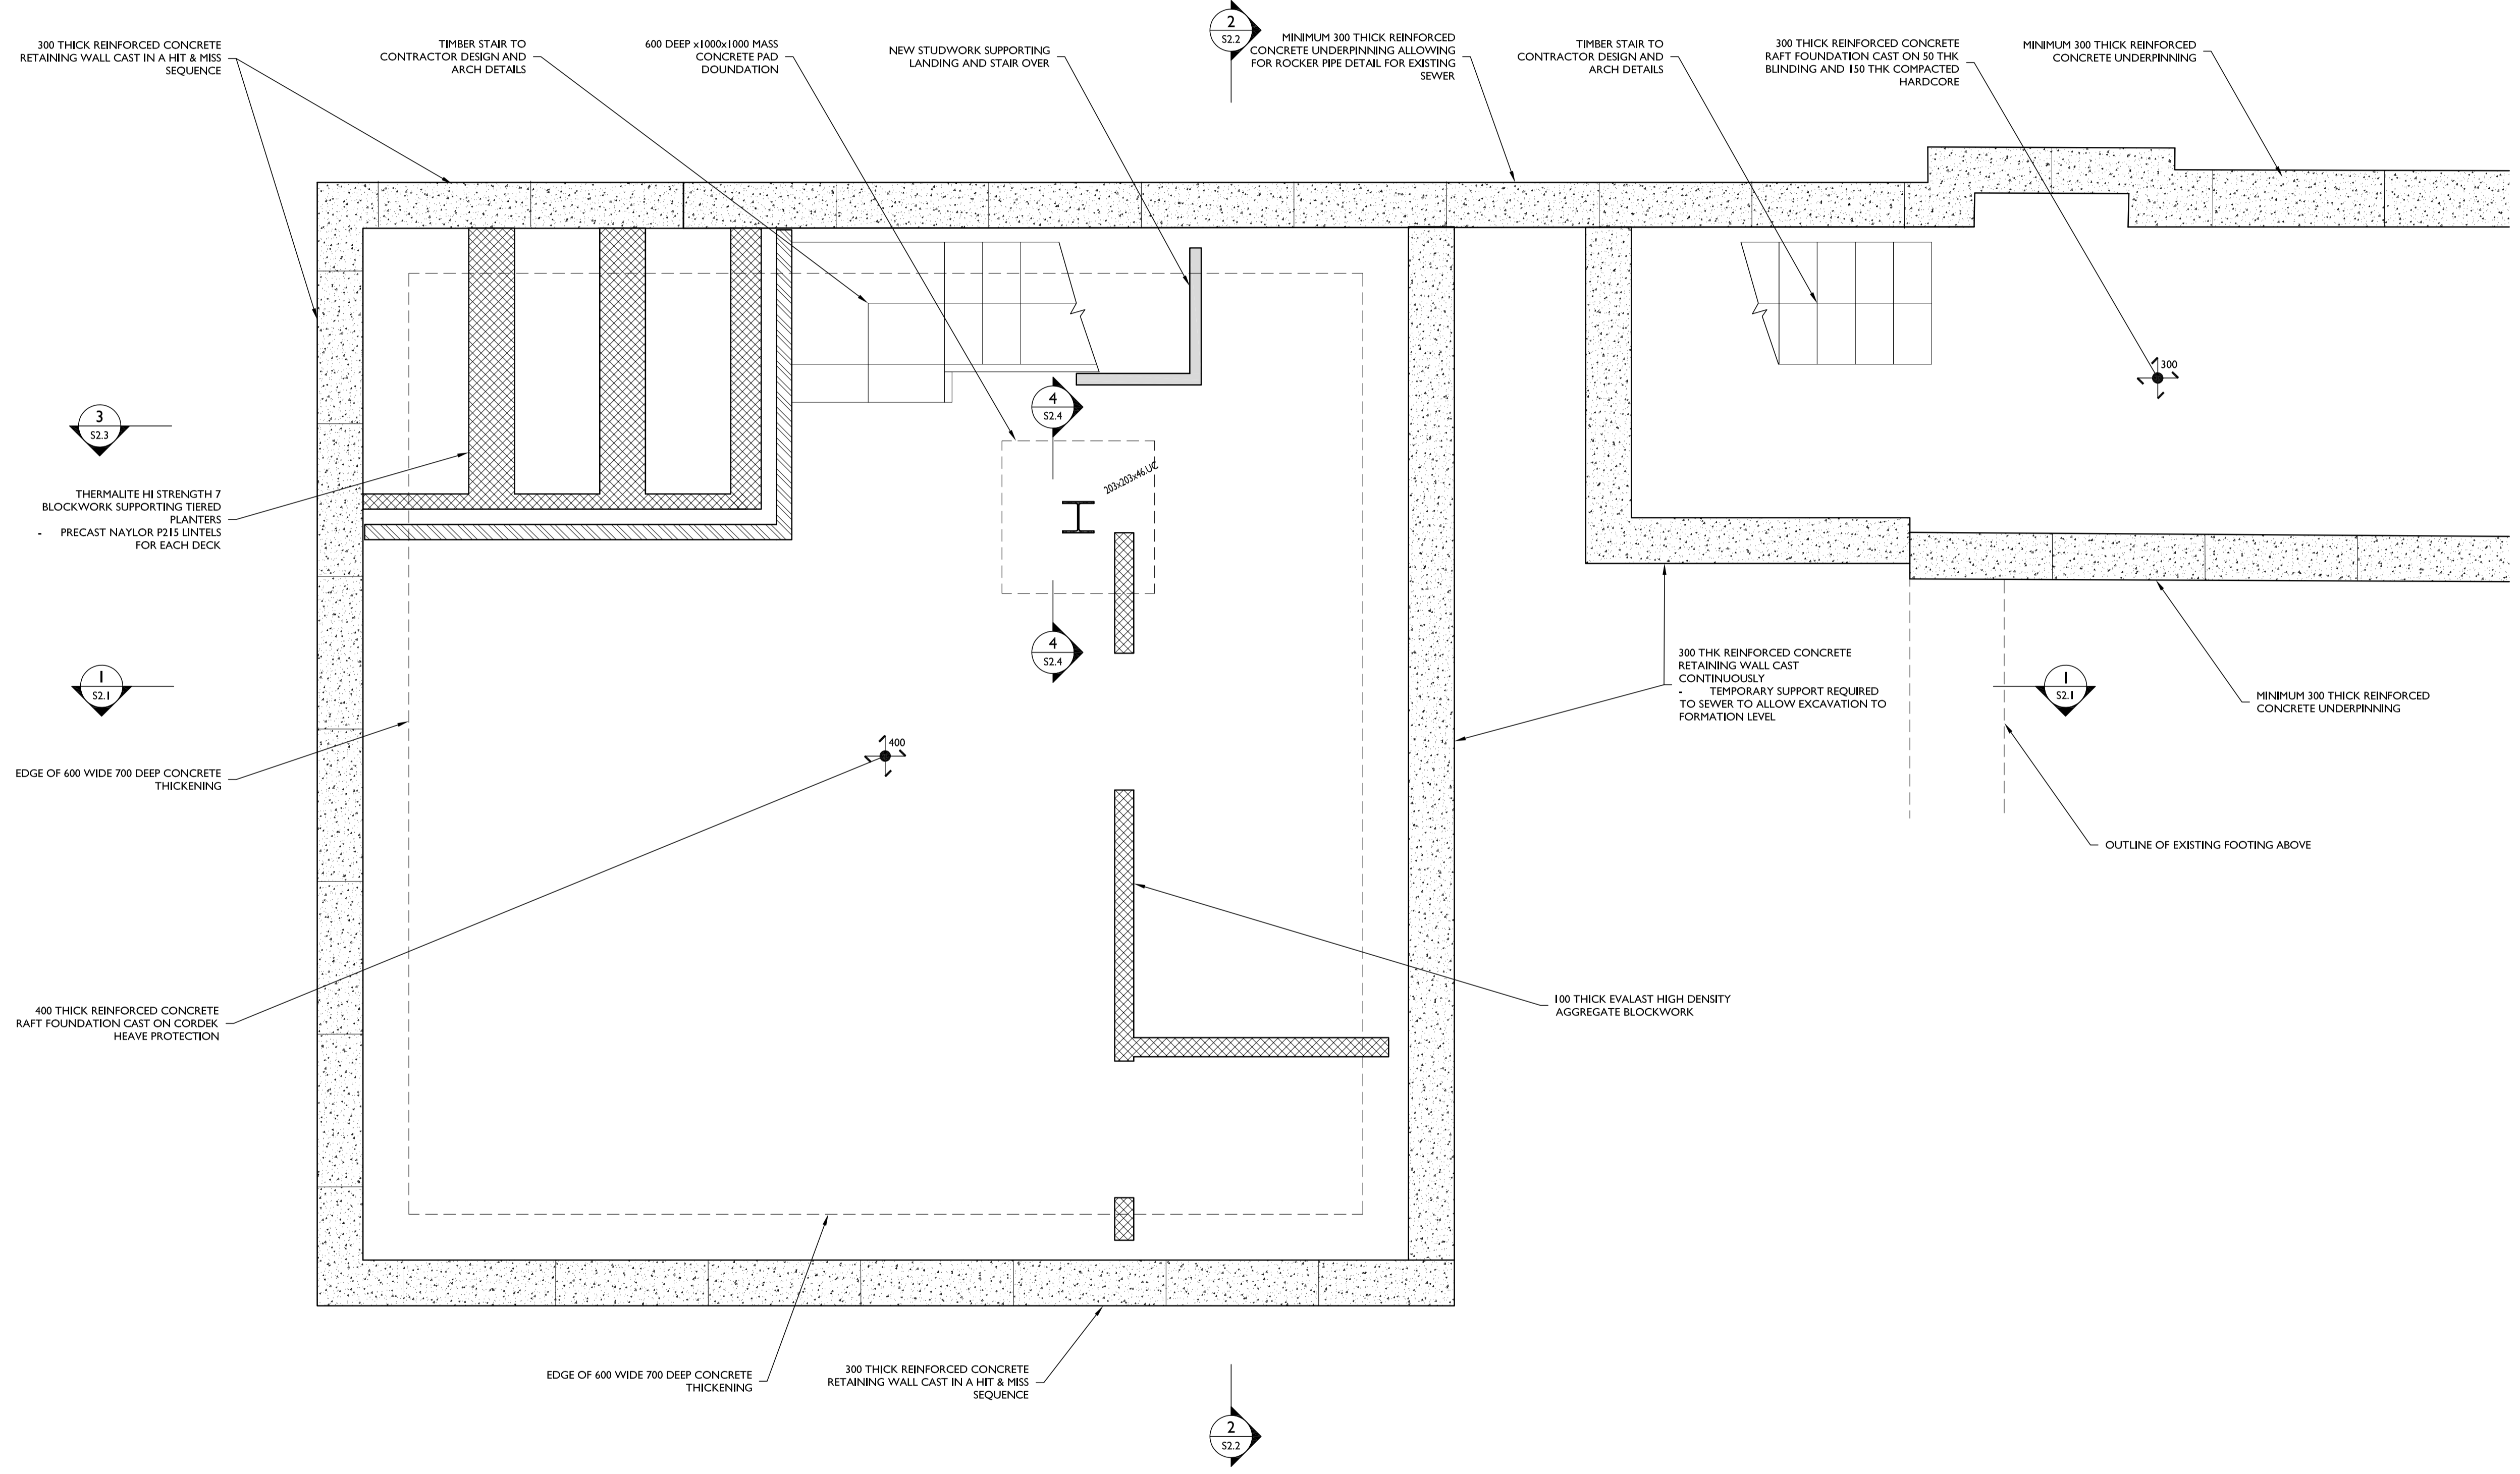 300 THICK REINFORCED CONCRETE
RETAINING WALL CAST IN A HIT & MISS
SEQUENCE
TIMBER STAIR TO
CONTRACTOR DESIGN AND
ARCH DETAILS
600 DEEP x1000x1000 MASS
CONCRETE PAD
DOUNDATION
NEW STUDWORK SUPPORTING
LANDING AND STAIR OVER
2
S2.2
MINIMUM 300 THICK REINFORCED
CONCRETE UNDERPINNING ALLOWING
FOR ROCKER PIPE DETAIL FOR EXISTING
SEWER
TIMBER STAIR TO
CONTRACTOR DESIGN AND
ARCH DETAILS
300 THICK REINFORCED CONCRETE
RAFT FOUNDATION CAST ON 50 THK
BLINDING AND 150 THK COMPACTED
HARDCORE
MINIMUM 300 THICK REINFORCED
CONCRETE UNDERPINNING
300
3
S2.3
4
S2.4
203x203x46.UC
THERMALITE HI STRENGTH 7
BLOCKWORK SUPPORTING TIERED
PLANTERS
- PRECAST NAYLOR P215 LINTELS
FOR EACH DECK
4
S2.4
1
S2.1
300 THK REINFORCED CONCRETE
RETAINING WALL CAST
CONTINUOUSLY
- TEMPORARY SUPPORT REQUIRED
TO SEWER TO ALLOW EXCAVATION TO
FORMATION LEVEL
1
S2.1
MINIMUM 300 THICK REINFORCED
CONCRETE UNDERPINNING
400
EDGE OF 600 WIDE 700 DEEP CONCRETE
THICKENING
OUTLINE OF EXISTING FOOTING ABOVE
400 THICK REINFORCED CONCRETE
RAFT FOUNDATION CAST ON CORDEK
HEAVE PROTECTION
100 THICK EVALAST HIGH DENSITY
AGGREGATE BLOCKWORK
EDGE OF 600 WIDE 700 DEEP CONCRETE
THICKENING
300 THICK REINFORCED CONCRETE
RETAINING WALL CAST IN A HIT & MISS
SEQUENCE
2
S2.2